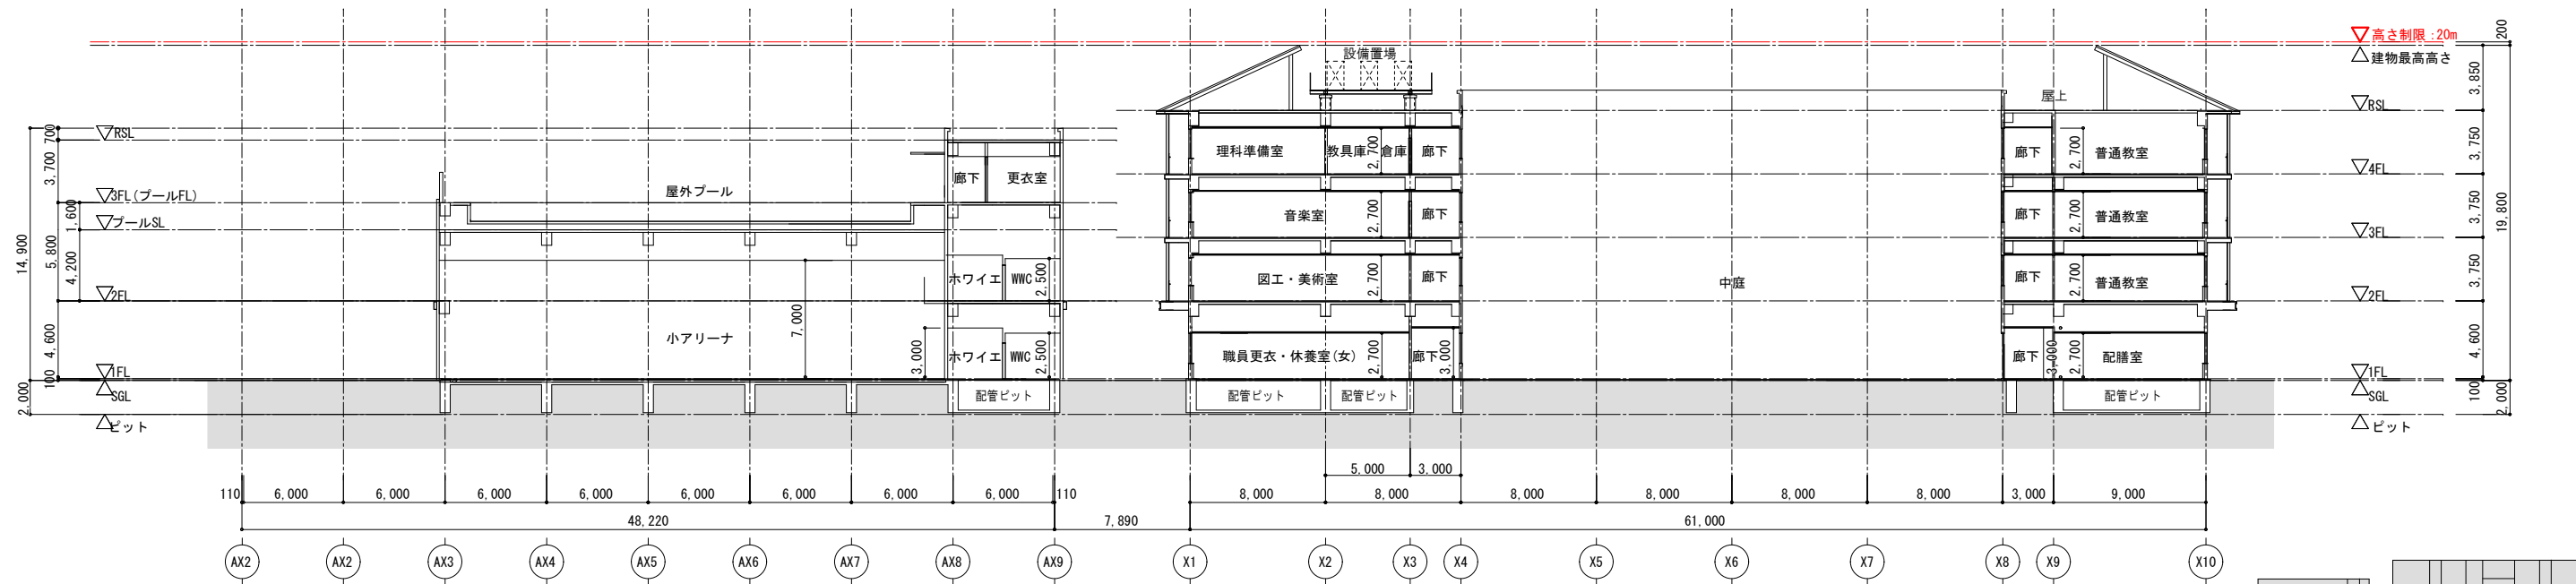 高さ制限:20m
200
設備置場
建物最高高さ
3,850
屋上
RSL
RSL
700
3,700
理科準備室
教具庫
倉庫
2,700
廊下
廊下
2,700
普通教室
3,750
4FL
廊下
更衣室
屋外プール
3FL(プールFL)
1,600
プールSL
音楽室
2,700
廊下
廊下
2,700
普通教室
3,750
19,800
3FL
14,900
5,800
4,200
ホワイエ
WWC
2,500
図工・美術室
2,700
廊下
中庭
廊下
2,700
普通教室
3,750
2FL
2FL
7,000
小アリーナ
4,600
3,000
ホワイエ
WWC
2,500
職員更衣・休養室(女)
2,700
廊下
3,000
廊下
3,000
2,700
配膳室
4,600
1FL
1FL
100
SGL
2,000
ピット
配管ピット
配管ピット
配管ピット
配管ピット
100
SGL
2,000
ピット
5,000
3,000
110
6,000
6,000
6,000
6,000
6,000
6,000
6,000
6,000
110
8,000
8,000
8,000
8,000
8,000
8,000
3,000
9,000
48,220
7,890
61,000
AX2
AX2
AX3
AX4
AX5
AX6
AX7
AX8
AX9
X1
X2
X3
X4
X5
X6
X7
X8
X9
X10